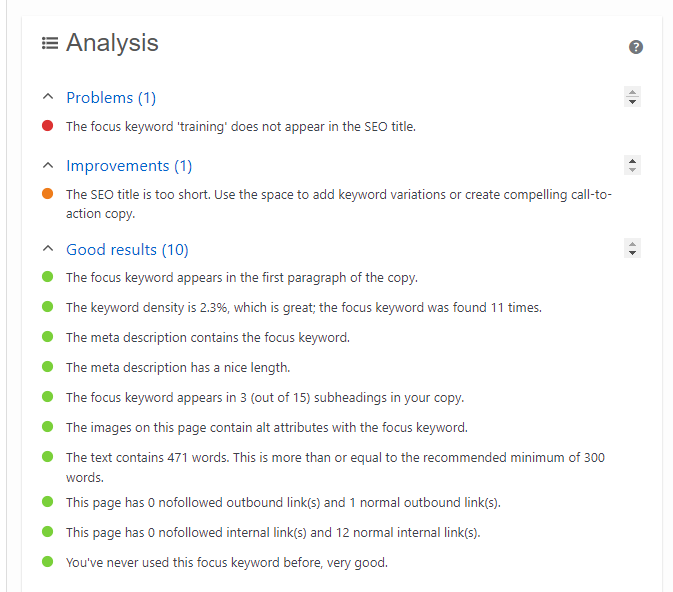 Analysis
Problems (1)
The focus keyword 'training' does not appear in the SEO title.
Improvements (1)
The SEO title is too short. Use the space to add keyword variations or create compelling call-to-
action copy.
Good results (10)
The focus keyword appears in the first paragraph of the copy.
The keyword density is 2.3%, which is great; the focus keyword was found 11 times.
The meta description contains the focus keyword.
The meta description has a nice length.
The focus keyword appears in 3 (out of 15) subheadings in your copy.
The images on this page contain alt attributes with the focus keyword.
The text contains 471 words. This is more than or equal to the recommended minimum of 300
words.
This page has 0 nofollowed outbound link(s) and 1 normal outbound link(s).
This page has 0 nofollowed internal link(s) and 12 normal internal link(s).
You've never used this focus keyword before, very good.